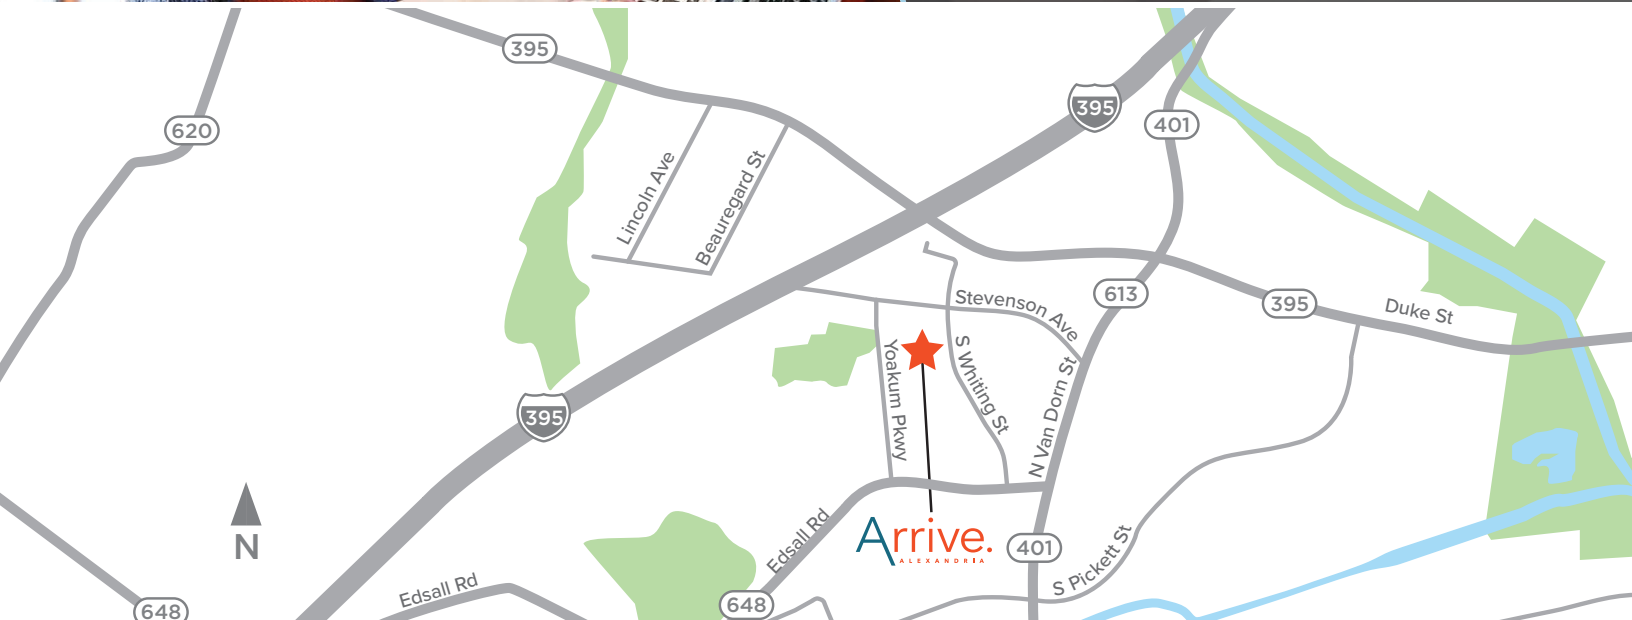 395
620
395
401
Lincoln Ave
Beauregard St
613
395
Stevenson Ave
Duke St
Yoakum Pkwy
S Whiting St
N Van Dorn St
395
N
Edsall Rd
Arrive.
ALEXANDRIA
401
S Pickett St
Edsall Rd
648
648